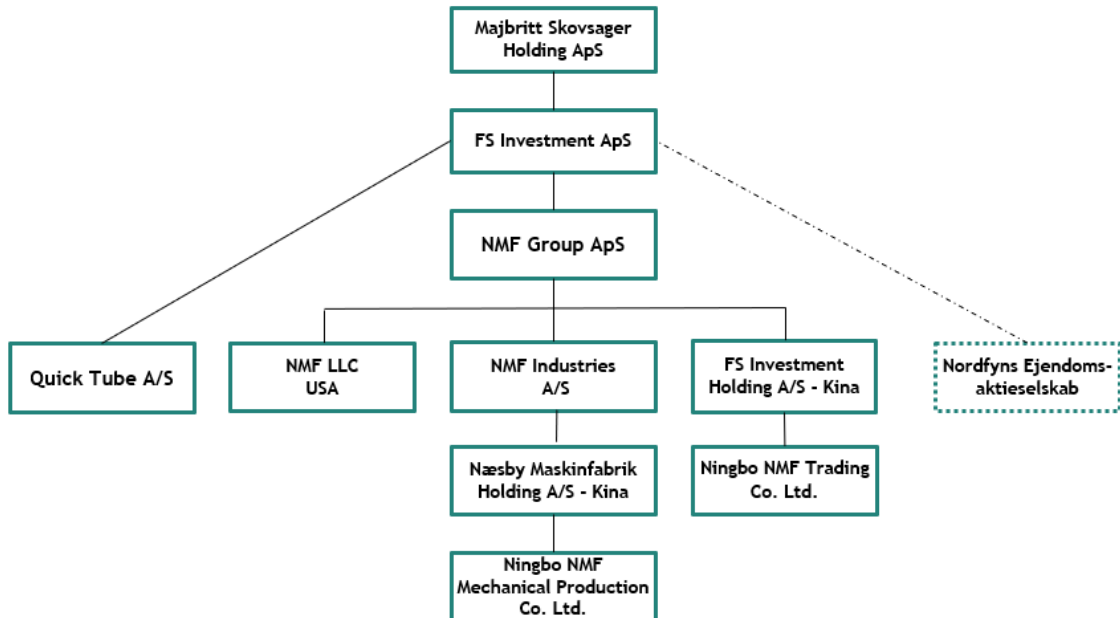 Majbritt Skovsager
Holding ApS
FS Investment ApS
NMF Group ApS
Quick Tube A/S
NMF LLC
USA
NMF Industries
A/S
FS Investment
Holding A/S - Kina
Nordfyns Ejendoms-
aktieselskab
Næsby Maskinfabrik
Holding A/S - Kina
Ningbo NMF Trading
Co. Ltd.
Ningbo NMF
Mechanical Production
Co. Ltd.